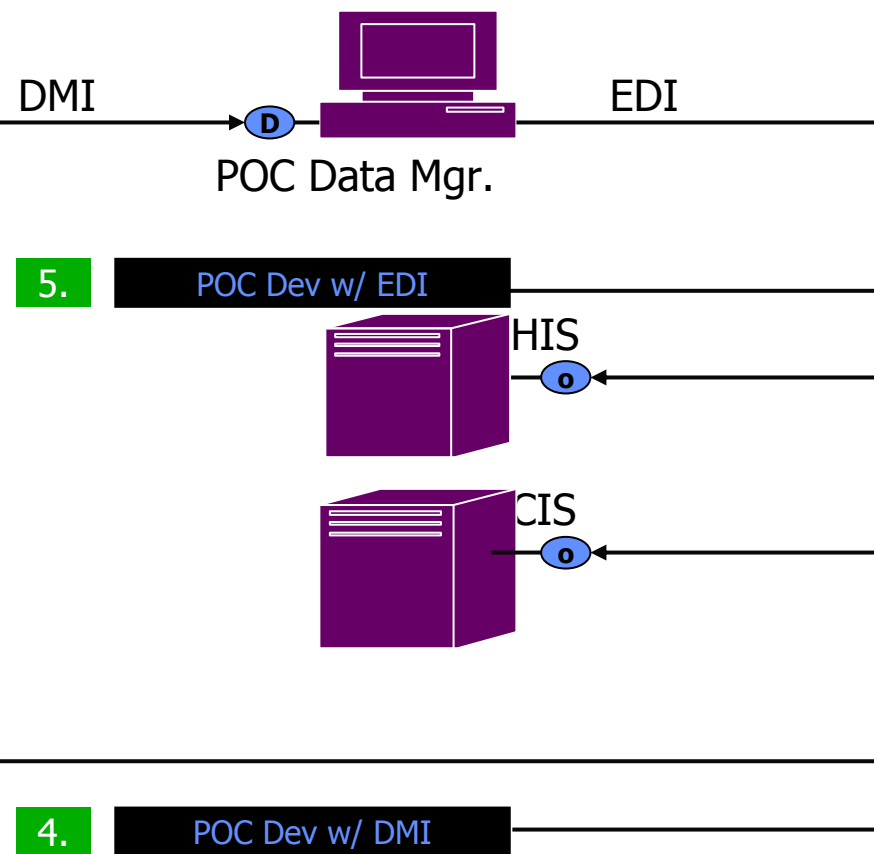 DMI
EDI
D
POC Data Mgr.
5.
POC Dev w/ EDI
HIS
o
CIS
o
4.
POC Dev w/ DMI